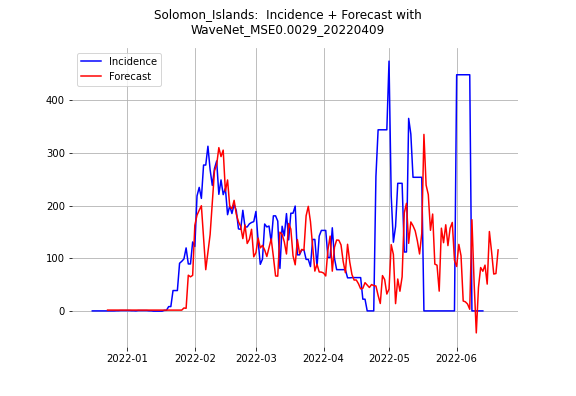 Solomon_Islands:  Incidence + Forecast with
WaveNet_MSE0.0029_20220409
Incidence
Forecast
400
300
200
100
0
2022-01 2022-02 2022-03 2022-04 2022-05 2022-06